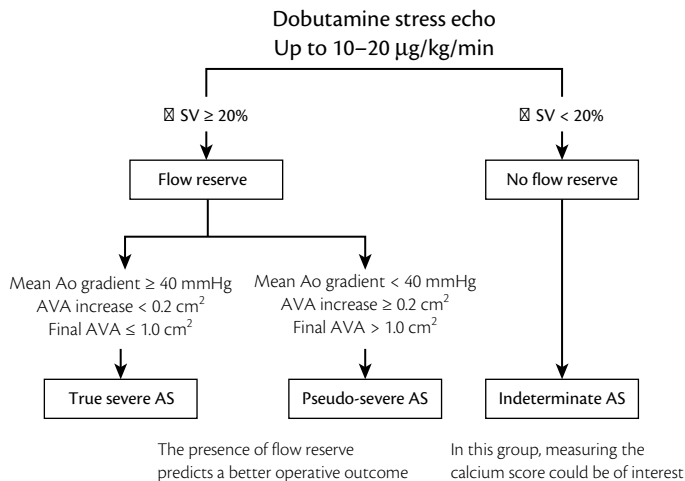 Dobutamine stress echo
Up to 10–20 μg/kg/min
SV ≥ 20%
SV < 20%
Flow reserve
No flow reserve
Mean Ao gradient ≥ 40 mmHg
AVA increase < 0.2 cm²
Final AVA ≤ 1.0 cm²
Mean Ao gradient < 40 mmHg
AVA increase ≥ 0.2 cm²
Final AVA > 1.0 cm²
True severe AS
Pseudo-severe AS
Indeterminate AS
The presence of flow reserve
predicts a better operative outcome
In this group, measuring the
calcium score could be of interest